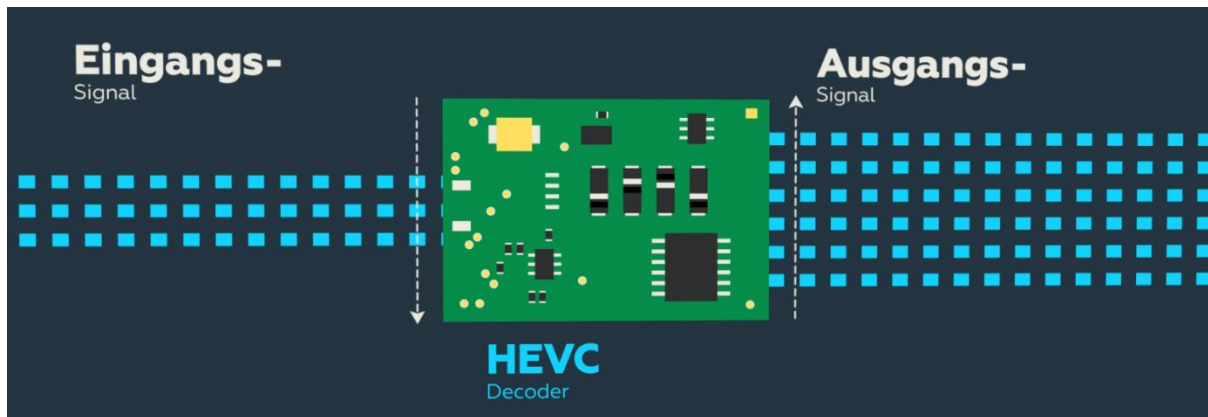 Eingangs-
Signal
Ausgangs-
Signal
HEVC
Decoder